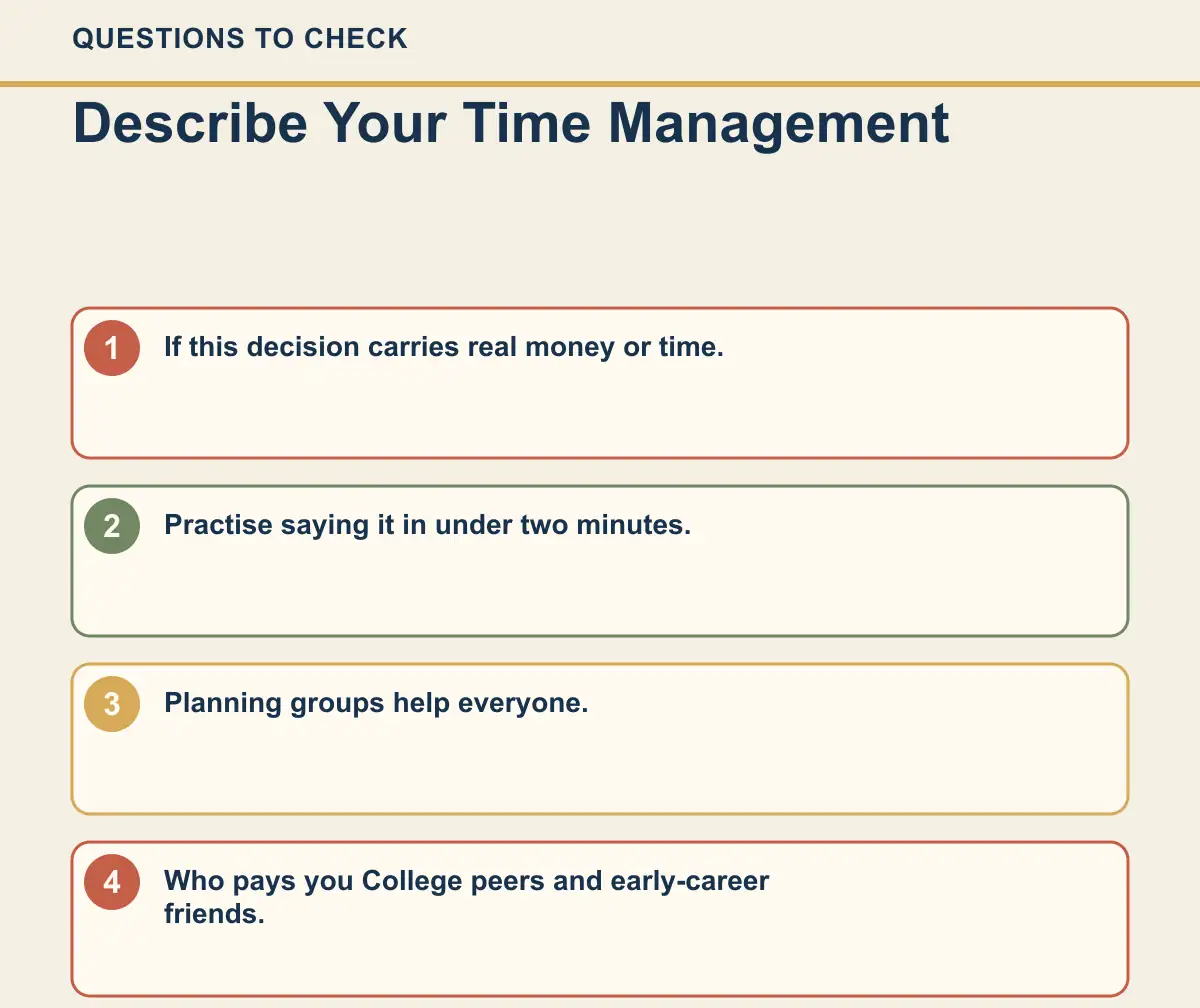 QUESTIONS TO CHECK
Describe Your Time Management
1 If this decision carries real money or time.
2 Practise saying it in under two minutes.
3 Planning groups help everyone.
4 Who pays you College peers and early-career
friends.